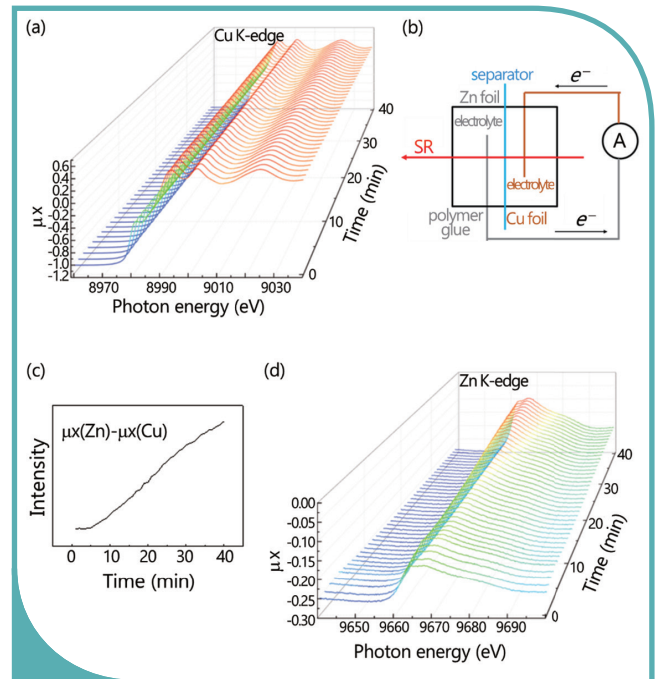 (a)
Cu K-edge
μx
0.6
0.4
0.2
0.0
-0.2
-0.4
-0.6
-0.8
-1.0
-1.2
8970
8990
9010
9030
Photon energy (eV)
0
10
20
30
40
Time (min)
(b)
separator
Zn foil
e⁻
electrolyte
A
SR
electrolyte
polymer
glue
Cu foil
e⁻
(c)
μx(Zn)-μx(Cu)
Intensity
0 10 20 30 40
Time (min)
(d)
Zn K-edge
μx
0.00
-0.05
-0.10
-0.15
-0.20
-0.25
-0.30
9650 9660 9670 9680 9690
Photon energy (eV)
0
10
20
30
40
Time (min)